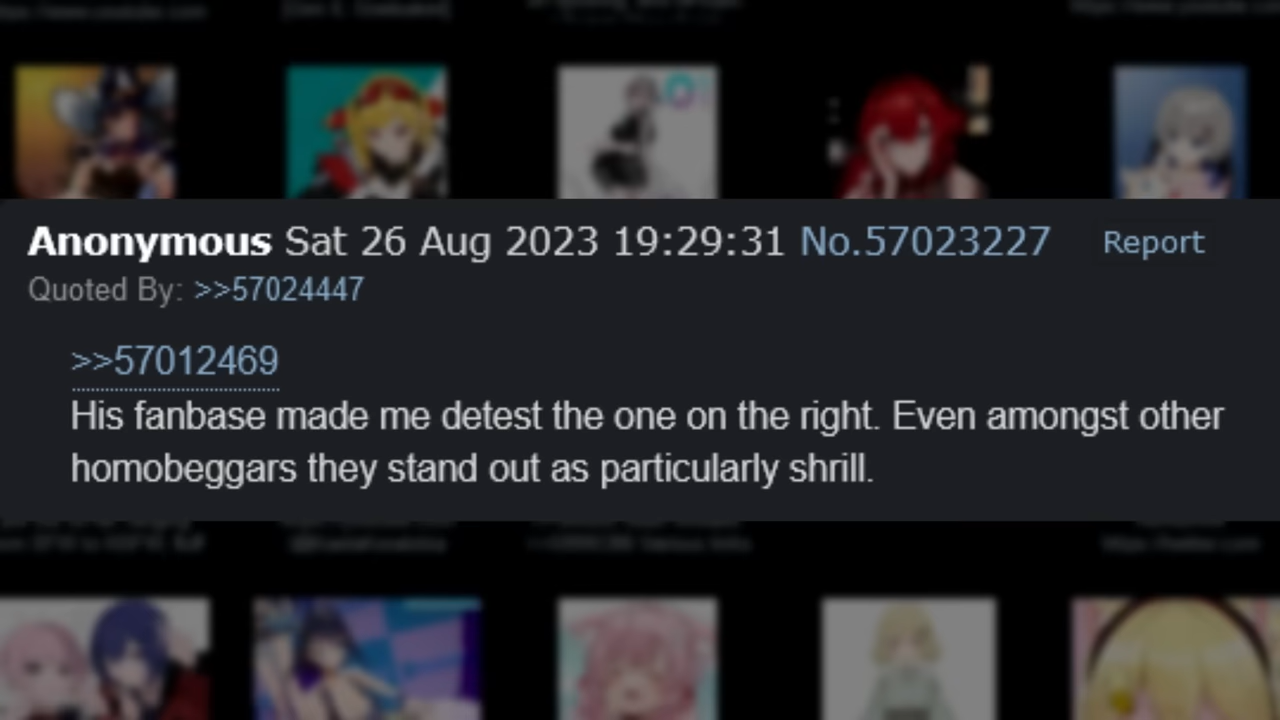 Anonymous Sat 26 Aug 2023 19:29:31 No.57023227 Report
Quoted By: >>57024447
>>57012469
His fanbase made me detest the one on the right. Even amongst other
homobeggars they stand out as particularly shrill.